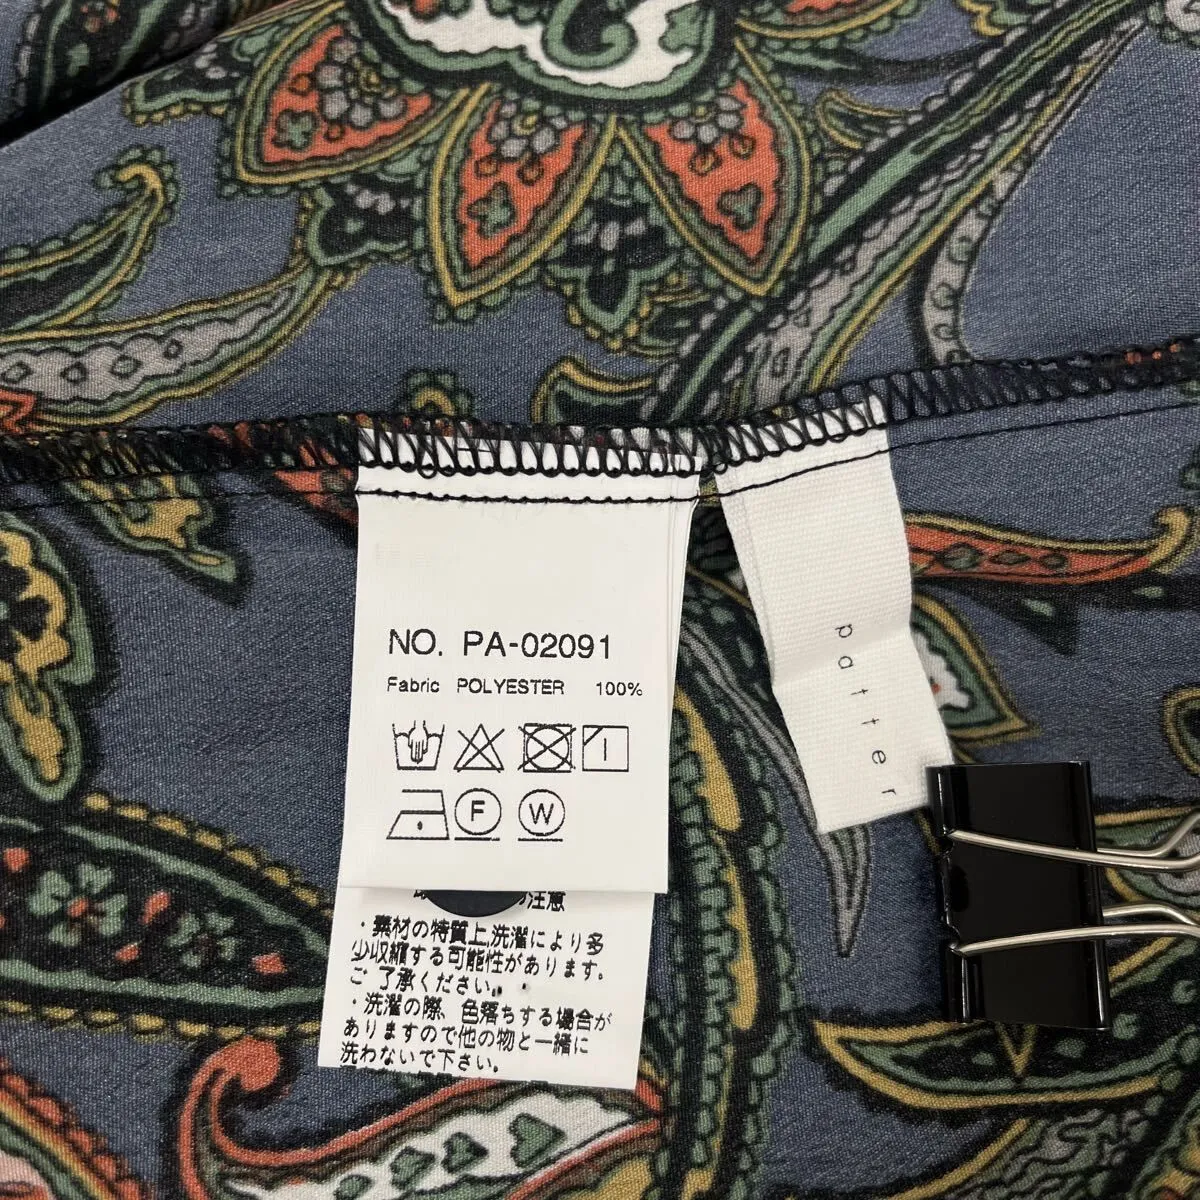 NO. PA-02091
Fabric POLYESTER 100%
F
W
patter
注意
・素材の特質上,洗濯により多
少収縮する可能性があります。
ご了承ください。
・洗濯の際、色落ちする場合が
ありますので他の物と一緒に
洗わないで下さい。